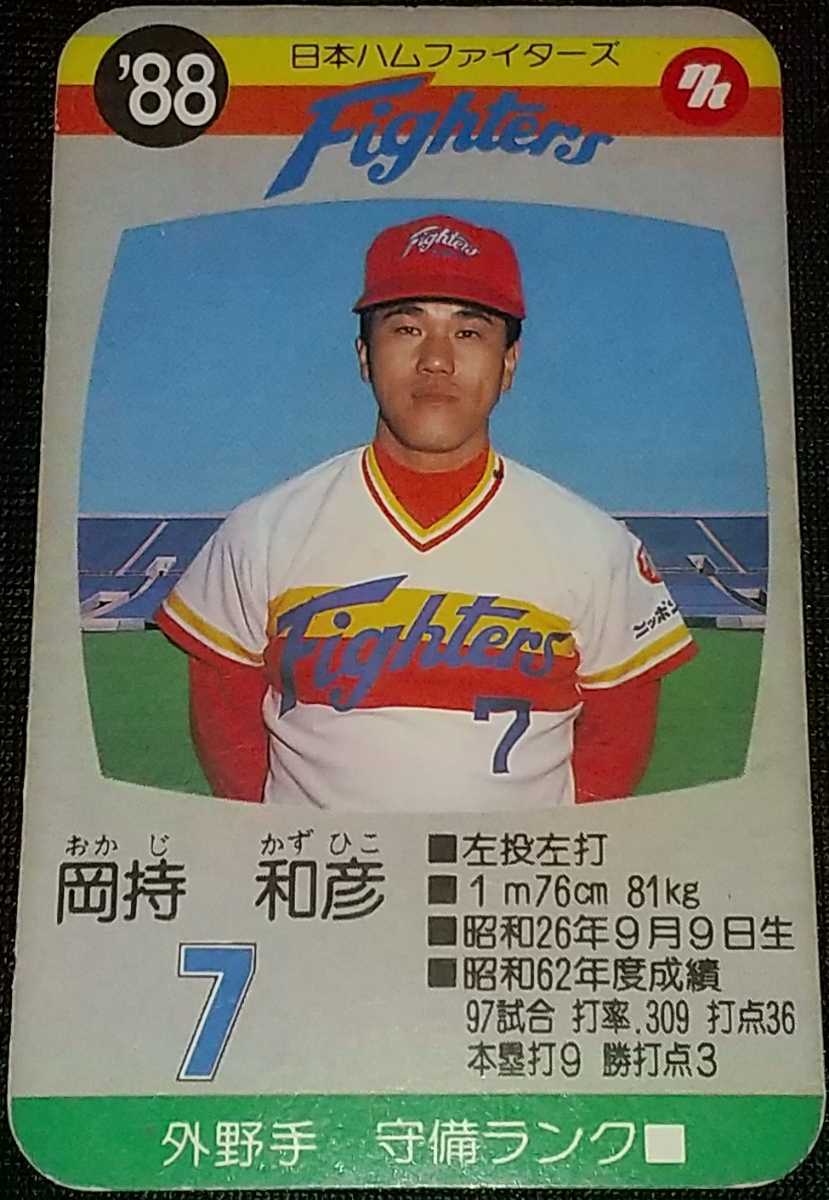 '88
日本ハムファイターズ
nh
Fighters
Fighters
Fighters
7
ニッポン
おかじ かずひこ
岡持 和彦
7
■左投左打
■1m76cm 81kg
■昭和26年9月9日生
■昭和62年度成績
97試合 打率.309 打点36
本塁打9 勝打点3
外野手 守備ランク■